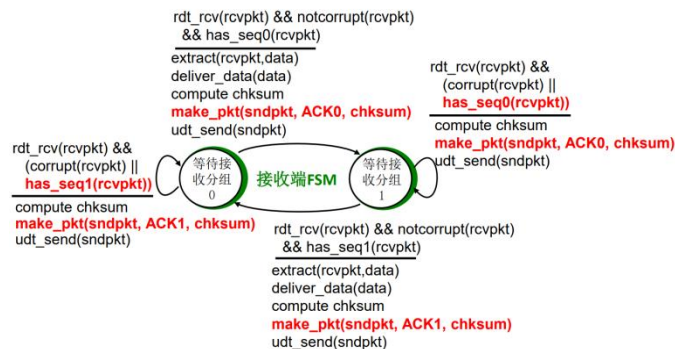 rdt_rcv(rcvpkt) && notcorrupt(rcvpkt)
&& has_seq0(rcvpkt)
extract(rcvpkt,data)
deliver_data(data)
compute chksum
make_pkt(sndpkt, ACK0, chksum)
udt_send(sndpkt)
rdt_rcv(rcvpkt) &&
(corrupt(rcvpkt) ||
has_seq0(rcvpkt))
compute chksum
make_pkt(sndpkt, ACK0, chksum)
udt_send(sndpkt)
rdt_rcv(rcvpkt) &&
(corrupt(rcvpkt) ||
has_seq1(rcvpkt))
compute chksum
make_pkt(sndpkt, ACK1, chksum)
udt_send(sndpkt)
等待接
收分组
0
接收端FSM
等待接
收分组
1
rdt_rcv(rcvpkt) && notcorrupt(rcvpkt)
&& has_seq1(rcvpkt)
extract(rcvpkt,data)
deliver_data(data)
compute chksum
make_pkt(sndpkt, ACK1, chksum)
udt_send(sndpkt)